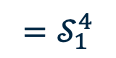 = 𝒮₁⁴